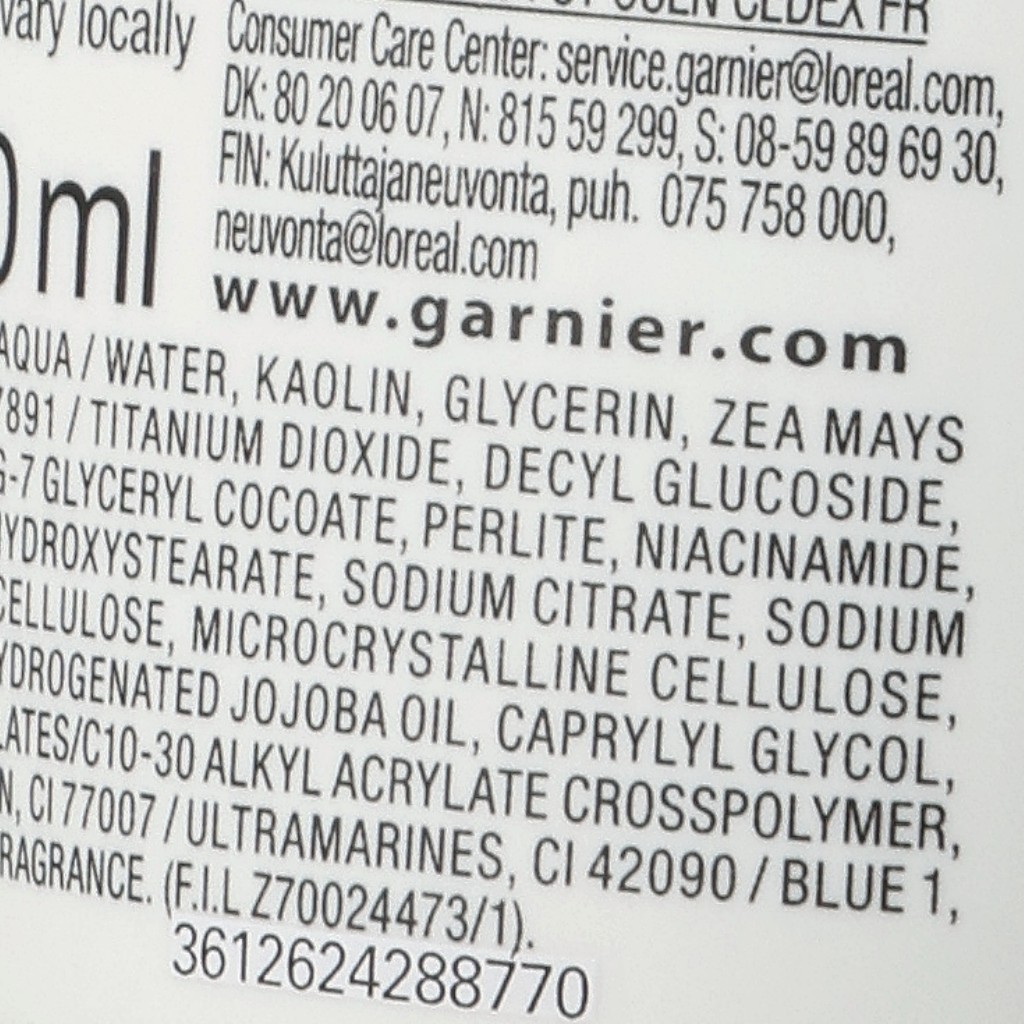 CEDEX FR
vary locally
Consumer Care Center: service.garnier@loreal.com,
DK: 80 20 06 07, N: 815 59 299, S: 08-59 89 69 30,
FIN: Kuluttajaneuvonta, puh. 075 758 000,
neuvonta@loreal.com
0ml
www.garnier.com
AQUA / WATER, KAOLIN, GLYCERIN, ZEA MAYS
7891 / TITANIUM DIOXIDE, DECYL GLUCOSIDE,
G-7 GLYCERYL COCOATE, PERLITE, NIACINAMIDE,
YDROXYSTEARATE, SODIUM CITRATE, SODIUM
CELLULOSE, MICROCRYSTALLINE CELLULOSE,
YDROGENATED JOJOBA OIL, CAPRYLYL GLYCOL,
LATES/C10-30 ALKYL ACRYLATE CROSSPOLYMER,
N, CI 77007 / ULTRAMARINES, CI 42090 / BLUE 1,
RAGRANCE. (F.I.L Z70024473/1).
3612624288770